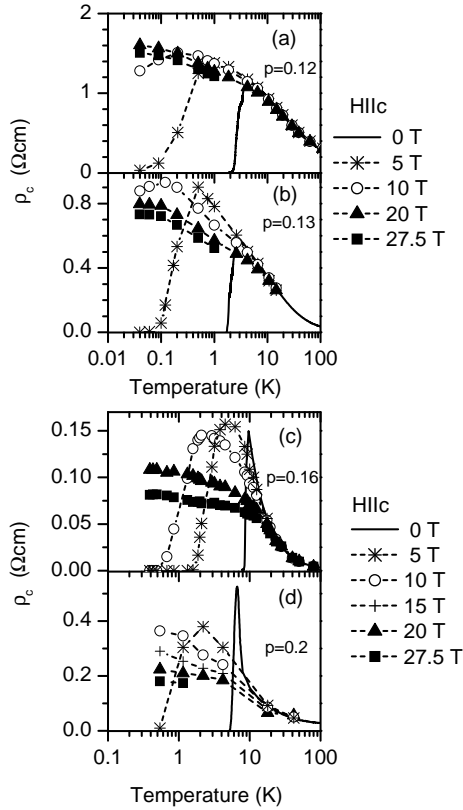 2
(a)
p=0.12
1
0
(b)
p=0.13
0.8
0.4
0.0
0.01 0.1 1 10 100
Temperature (K)
ρc (Ωcm)
HIIc
0 T
5 T
10 T
20 T
27.5 T
0.15
(c)
p=0.16
0.10
0.05
0.00
(d)
p=0.2
0.4
0.2
0.0
0.1 1 10 100
Temperature (K)
ρc (Ωcm)
HIIc
0 T
5 T
10 T
15 T
20 T
27.5 T